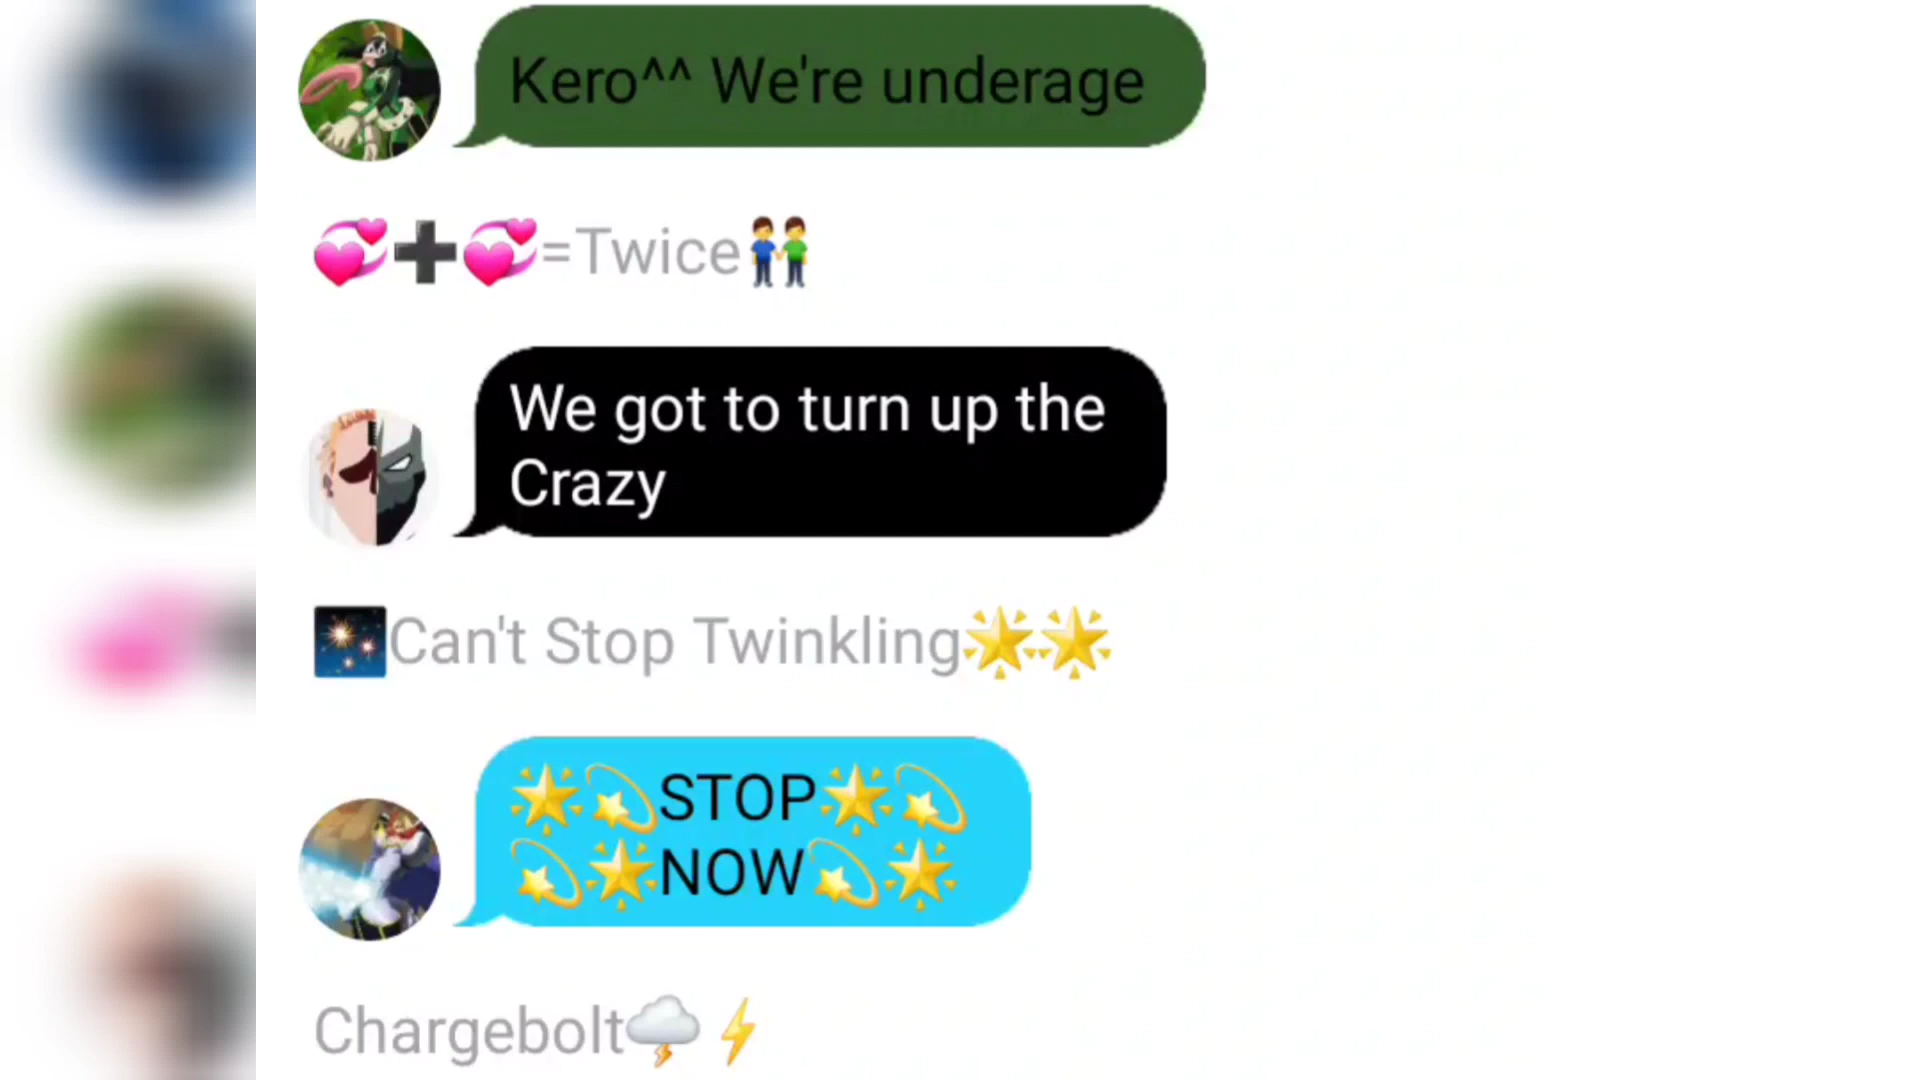 Kero^^ We're underage
💞➕💞=Twice👬
We got to turn up the
Crazy
🎇Can't Stop Twinkling🌟🌟
🌟💫STOP🌟💫
💫🌟NOW💫🌟
Chargebolt🌩️⚡